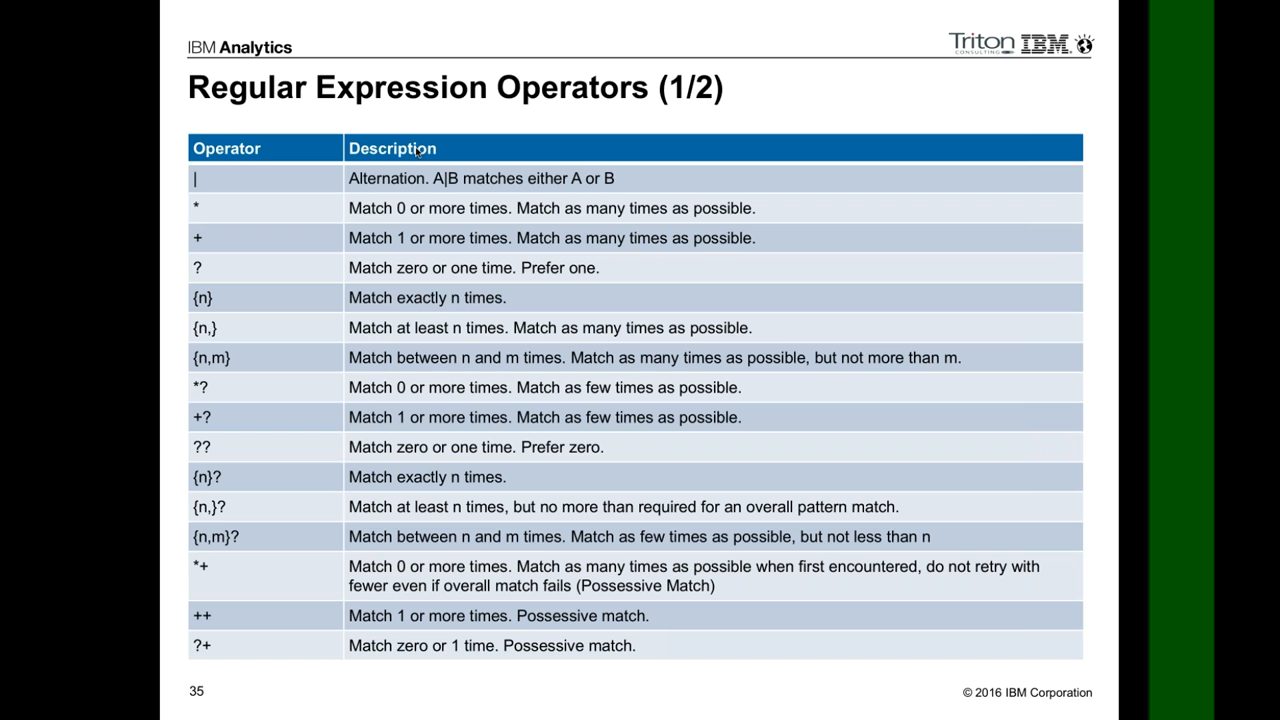 IBM Analytics
Triton
CONSULTING
IBM
Regular Expression Operators (1/2)
Operator Description
| Alternation. A|B matches either A or B
* Match 0 or more times. Match as many times as possible.
+ Match 1 or more times. Match as many times as possible.
? Match zero or one time. Prefer one.
{n} Match exactly n times.
{n,} Match at least n times. Match as many times as possible.
{n,m} Match between n and m times. Match as many times as possible, but not more than m.
*? Match 0 or more times. Match as few times as possible.
+? Match 1 or more times. Match as few times as possible.
?? Match zero or one time. Prefer zero.
{n}? Match exactly n times.
{n,}? Match at least n times, but no more than required for an overall pattern match.
{n,m}? Match between n and m times. Match as few times as possible, but not less than n
*+ Match 0 or more times. Match as many times as possible when first encountered, do not retry with
fewer even if overall match fails (Possessive Match)
++ Match 1 or more times. Possessive match.
?+ Match zero or 1 time. Possessive match.
35
© 2016 IBM Corporation